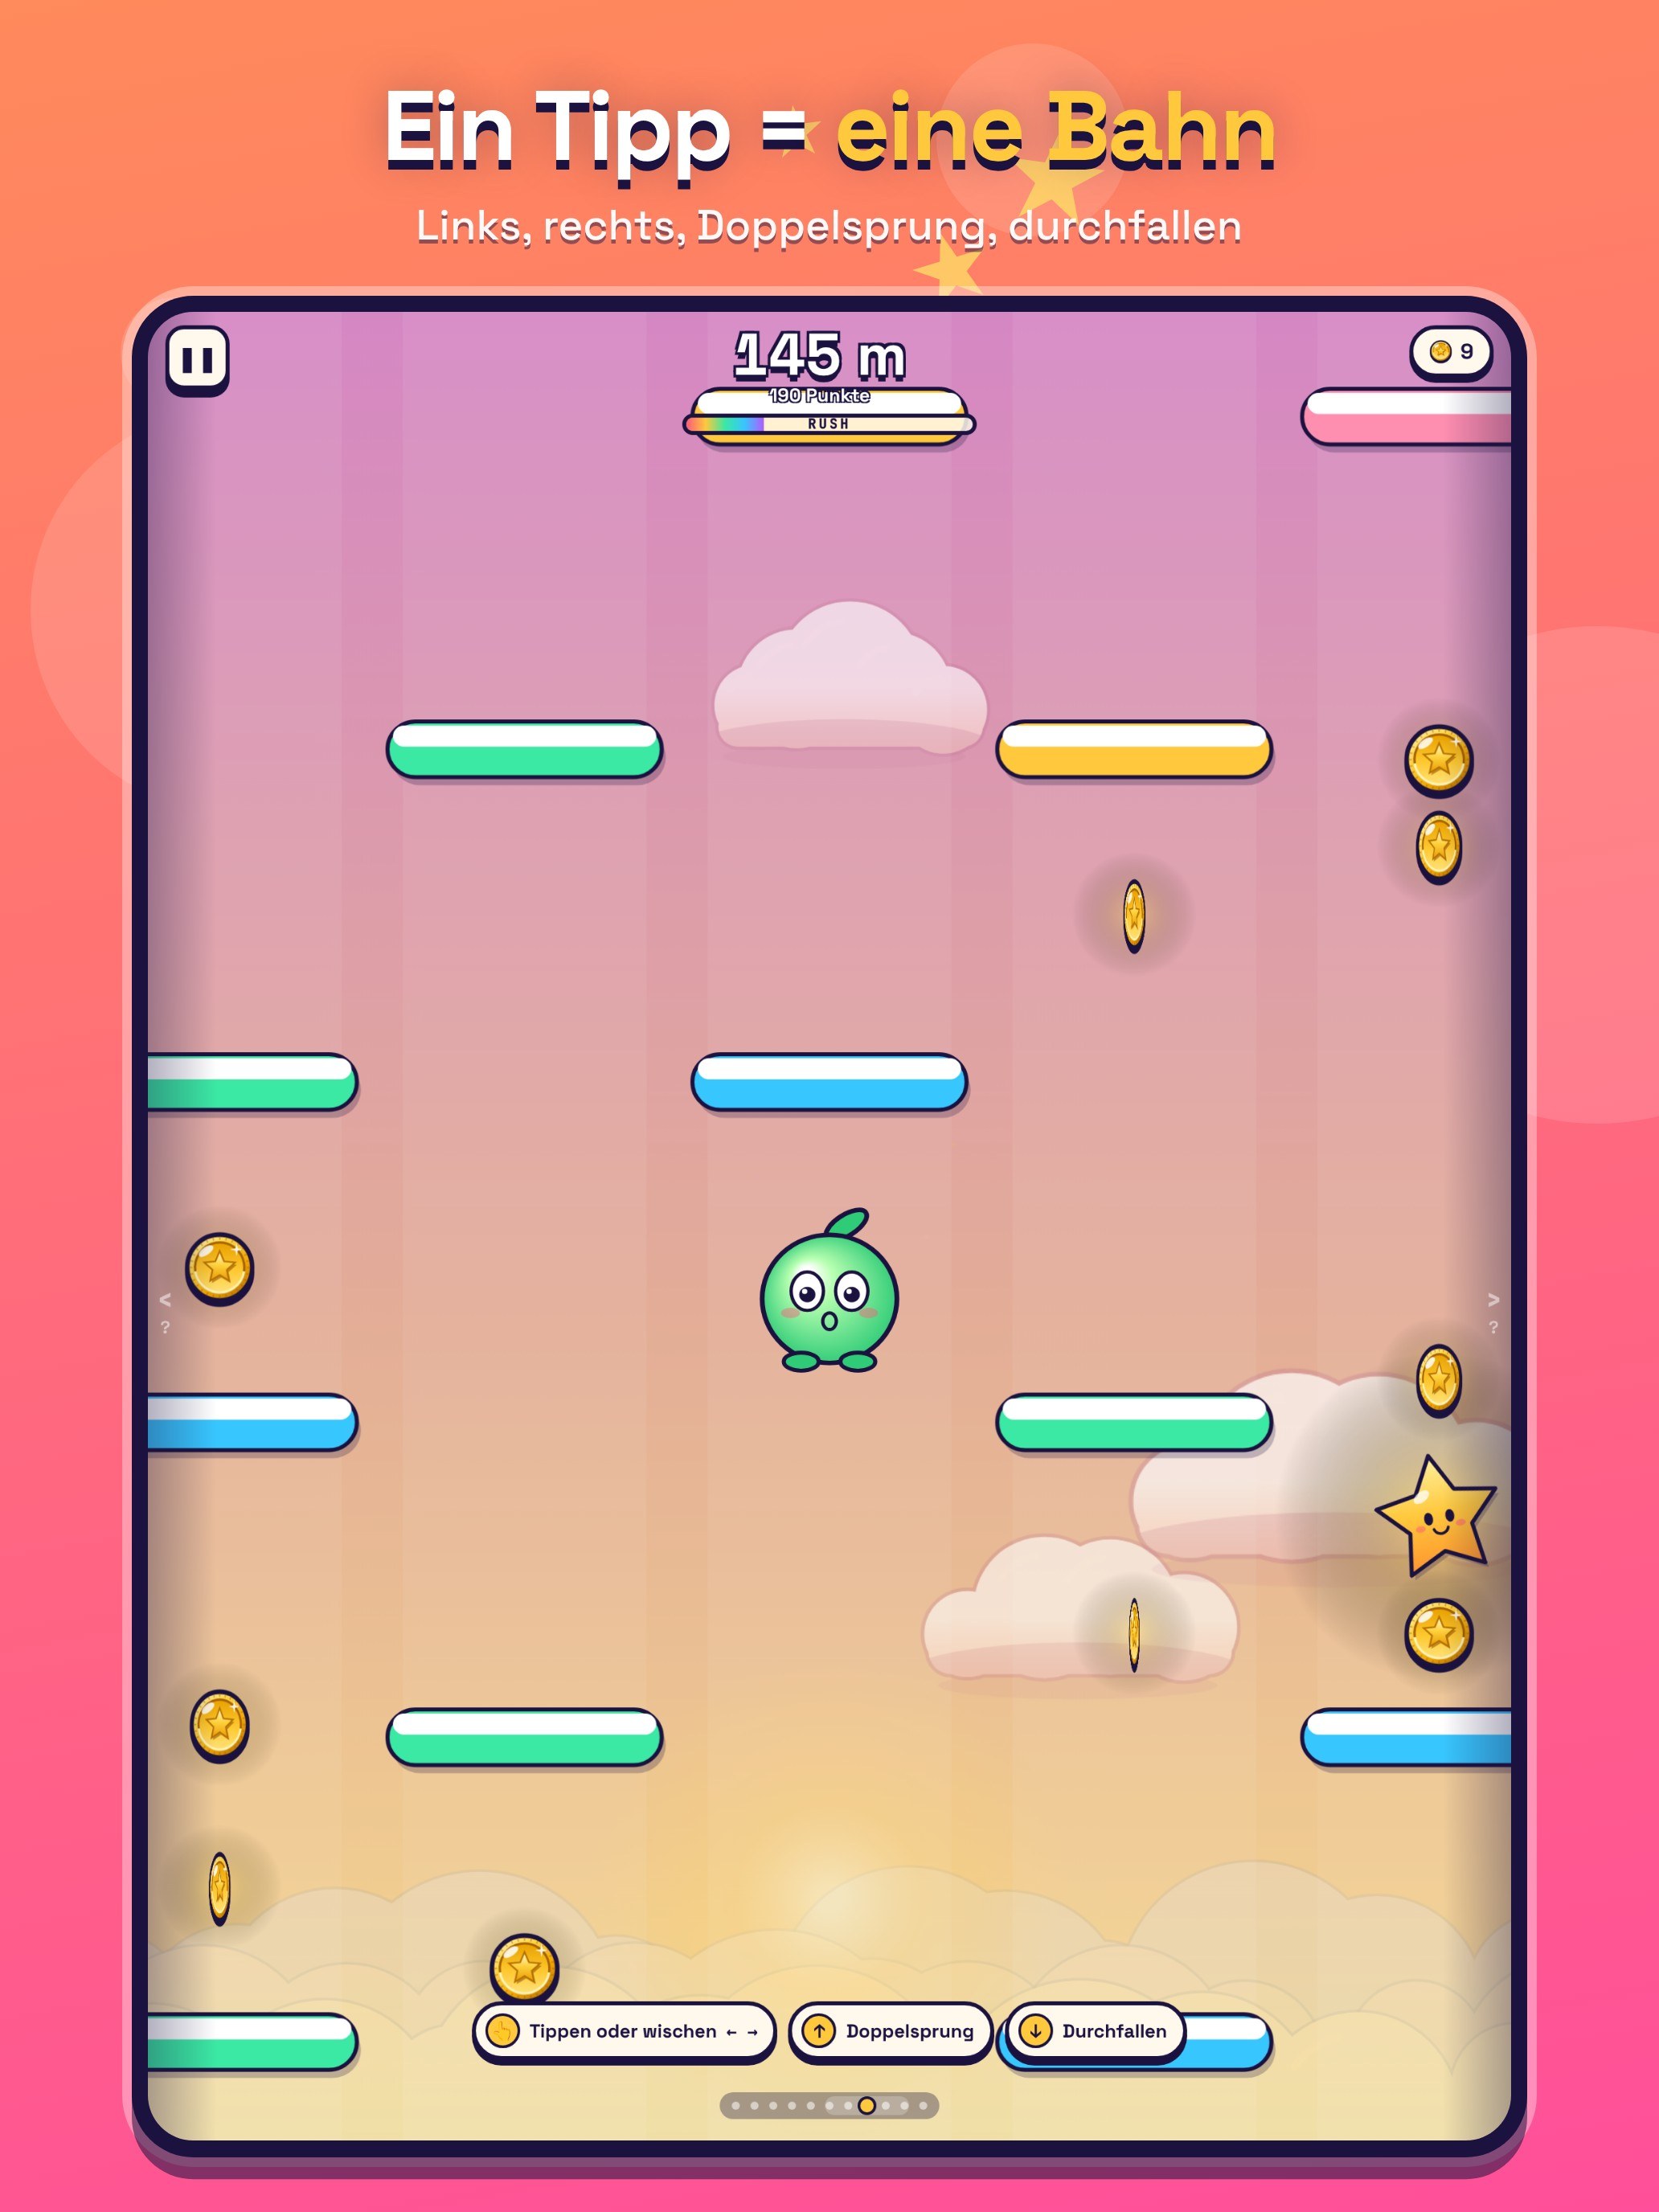 Ein Tipp = eine Bahn
Links, rechts, Doppelsprung, durchfallen
145 m
9
190 Punkte
RUSH
< >
? ?
Tippen oder wischen ← → ↑ Doppelsprung ↓ Durchfallen